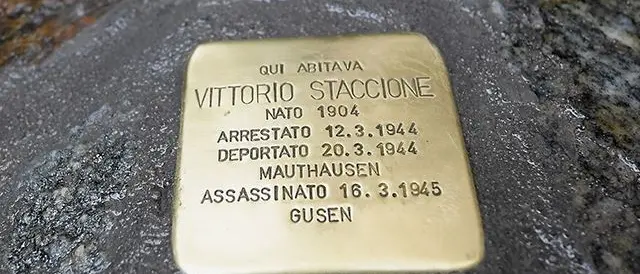 QUI ABITAVA
VITTORIO STACCIONE
NATO 1904
ARRESTATO 12.3.1944
DEPORTATO 20.3.1944
MAUTHAUSEN
ASSASSINATO 16.3.1945
GUSEN